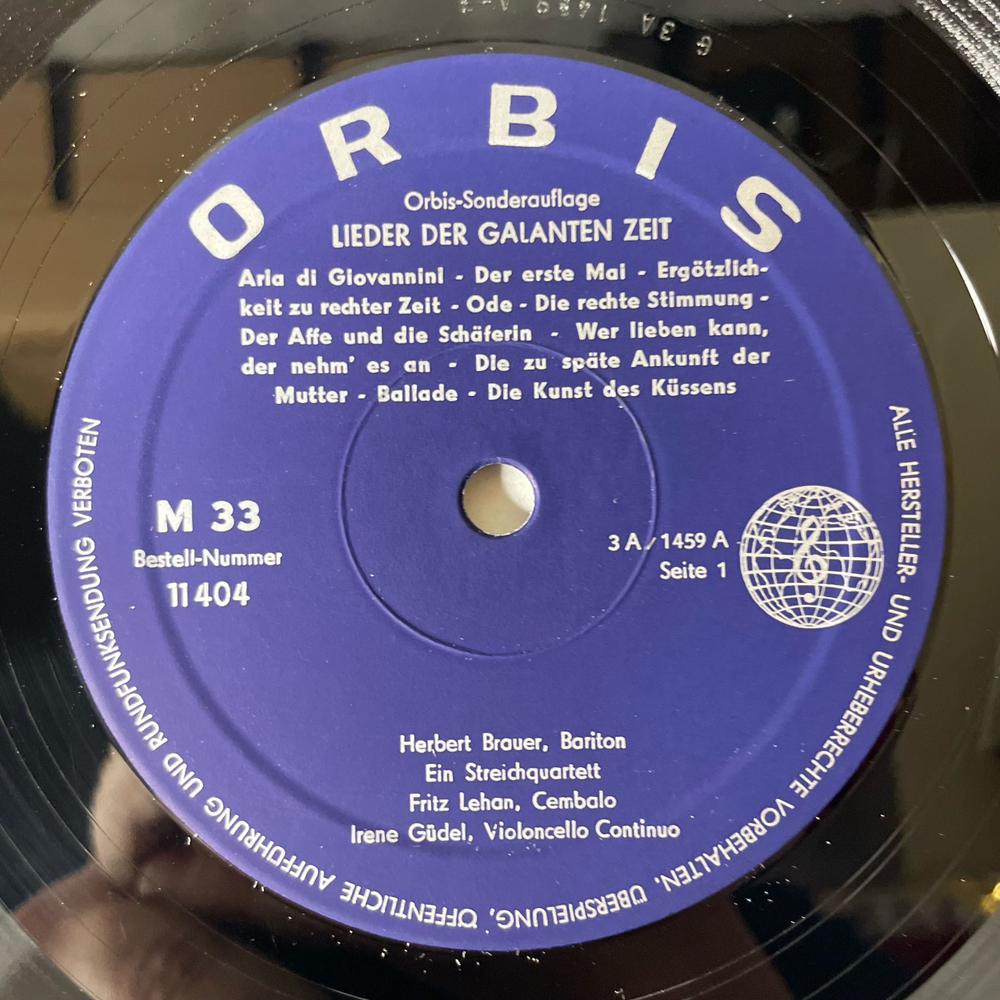 G 3A 1459 A-
ORBIS
Orbis-Sonderauflage
LIEDER DER GALANTEN ZEIT
Aria di Giovannini - Der erste Mai - Ergötzlich-
keit zu rechter Zeit - Ode - Die rechte Stimmung -
Der Affe und die Schäferin - Wer lieben kann,
der nehm' es an - Die zu späte Ankunft der
Mutter - Ballade - Die Kunst des Küssens
M 33
Bestell-Nummer
11404
3 A/1459 A
Seite 1
Herbert Brauer, Bariton
Ein Streichquartett
Fritz Lehan, Cembalo
Irene Güdel, Violoncello Continuo
ALLE HERSTELLER- UND URHEBERRECHTE VORBEHALTEN, ÜBERSPIELUNG, ÖFFENTLICHE AUFFÜHRUNG UND RUNDFUNKSENDUNG VERBOTEN